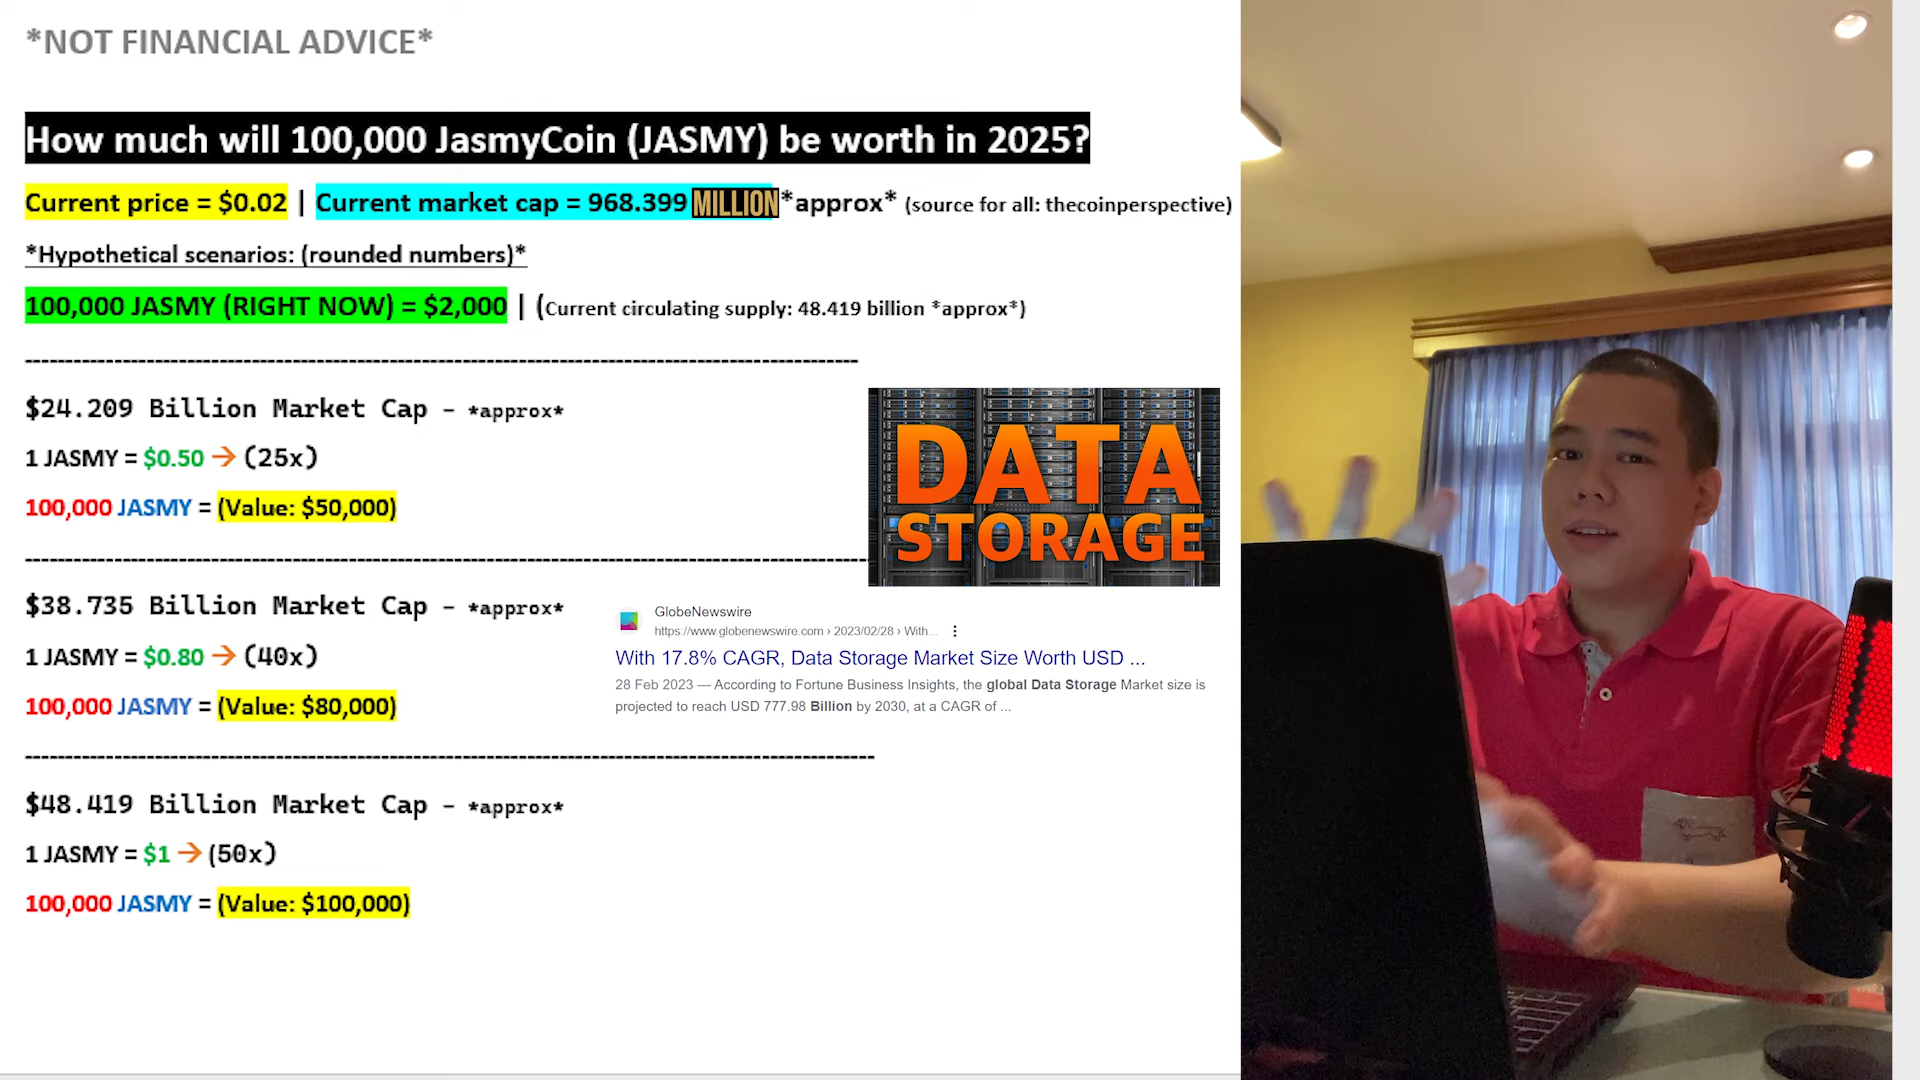 *NOT FINANCIAL ADVICE*
How much will 100,000 JasmyCoin (JASMY) be worth in 2025?
Current price = $0.02 | Current market cap = 968.399 MILLION *approx* (source for all: thecoinperspective)
*Hypothetical scenarios: (rounded numbers)*
100,000 JASMY (RIGHT NOW) = $2,000 | (Current circulating supply: 48.419 billion *approx*)
$24.209 Billion Market Cap – *approx*
1 JASMY = $0.50 → (25x)
100,000 JASMY = (Value: $50,000)
DATA
STORAGE
$38.735 Billion Market Cap – *approx*
1 JASMY = $0.80 → (40x)
100,000 JASMY = (Value: $80,000)
GlobeNewswire
https://www.globenewswire.com › 2023/02/28 › With...
With 17.8% CAGR, Data Storage Market Size Worth USD ...
28 Feb 2023 — According to Fortune Business Insights, the global Data Storage Market size is
projected to reach USD 777.98 Billion by 2030, at a CAGR of ...
$48.419 Billion Market Cap – *approx*
1 JASMY = $1 → (50x)
100,000 JASMY = (Value: $100,000)